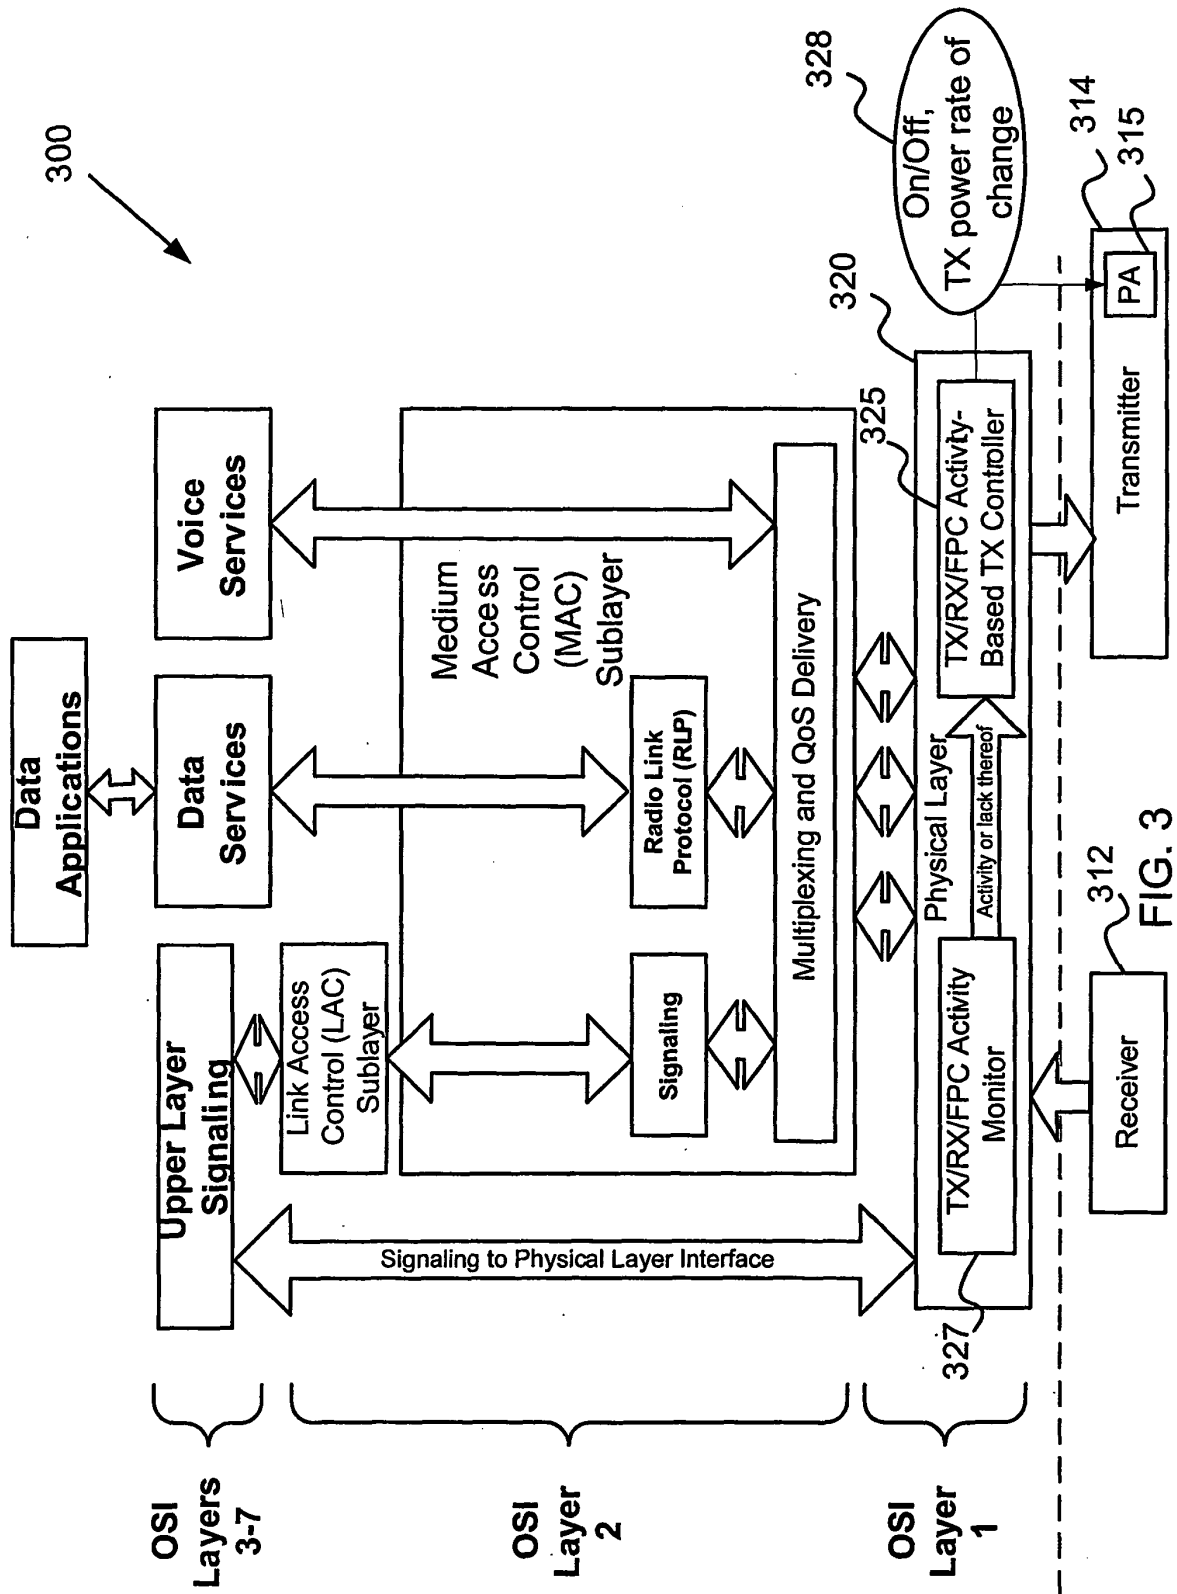 300
Data
Applications
Upper Layer
Signaling
Data
Services
Voice
Services
OSI
Layers
3-7
Link Access
Control (LAC)
Sublayer
Medium
Access
Control
(MAC)
Sublayer
Signaling
Radio Link
Protocol (RLP)
Multiplexing and QoS Delivery
Signaling to Physical Layer Interface
OSI
Layer
2
Physical Layer
320
325
327
TX/RX/FPC Activity
Monitor
Activity or lack thereof
TX/RX/FPC Activity-
Based TX Controller
OSI
Layer
1
328
On/Off,
TX power rate of
change
Receiver
312
Transmitter
PA
314
315
FIG. 3